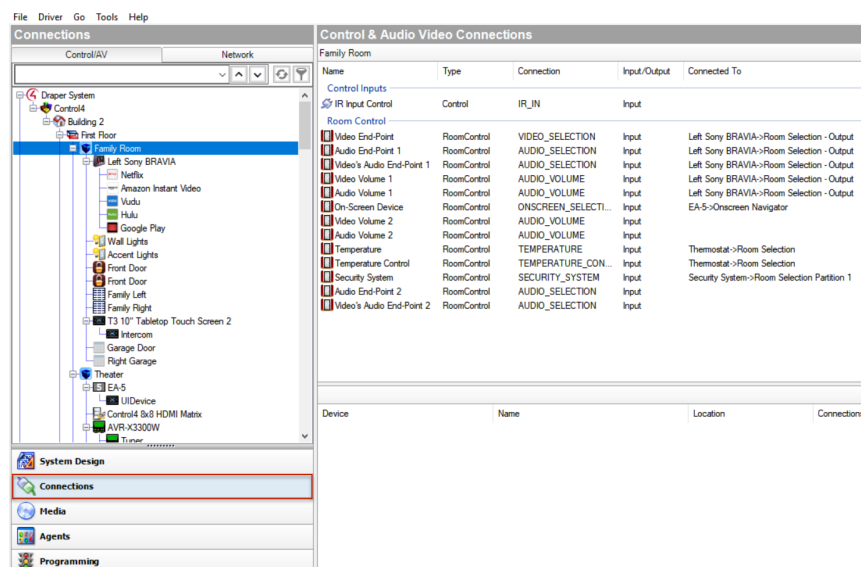 File Driver Go Tools Help
Connections
Control/AV Network
Draper System
Control4
Building 2
First Floor
Family Room
Left Sony BRAVIA
Netflix
Amazon Instant Video
Vudu
Hulu
Google Play
Wall Lights
Accent Lights
Front Door
Front Door
Family Left
Family Right
T3 10" Tabletop Touch Screen 2
Intercom
Garage Door
Right Garage
Theater
EA-5
UIDevice
Control4 8x8 HDMI Matrix
AVR-X3300W
Tuner
System Design
Connections
Media
Agents
Programming
Control & Audio Video Connections
Family Room
Name Type Connection Input/Output Connected To
Control Inputs
IR Input Control Control IR_IN Input
Room Control
Video End-Point RoomControl VIDEO_SELECTION Input Left Sony BRAVIA->Room Selection - Output
Audio End-Point 1 RoomControl AUDIO_SELECTION Input Left Sony BRAVIA->Room Selection - Output
Video's Audio End-Point 1 RoomControl AUDIO_SELECTION Input Left Sony BRAVIA->Room Selection - Output
Video Volume 1 RoomControl AUDIO_VOLUME Input Left Sony BRAVIA->Room Selection - Output
Audio Volume 1 RoomControl AUDIO_VOLUME Input Left Sony BRAVIA->Room Selection - Output
On-Screen Device RoomControl ONSCREEN_SELECTI... Input EA-5->Onscreen Navigator
Video Volume 2 RoomControl AUDIO_VOLUME Input
Audio Volume 2 RoomControl AUDIO_VOLUME Input
Temperature RoomControl TEMPERATURE Input Thermostat->Room Selection
Temperature Control RoomControl TEMPERATURE_CON... Input Thermostat->Room Selection
Security System RoomControl SECURITY_SYSTEM Input Security System->Room Selection Partition 1
Audio End-Point 2 RoomControl AUDIO_SELECTION Input
Video's Audio End-Point 2 RoomControl AUDIO_SELECTION Input
Device Name Location Connections